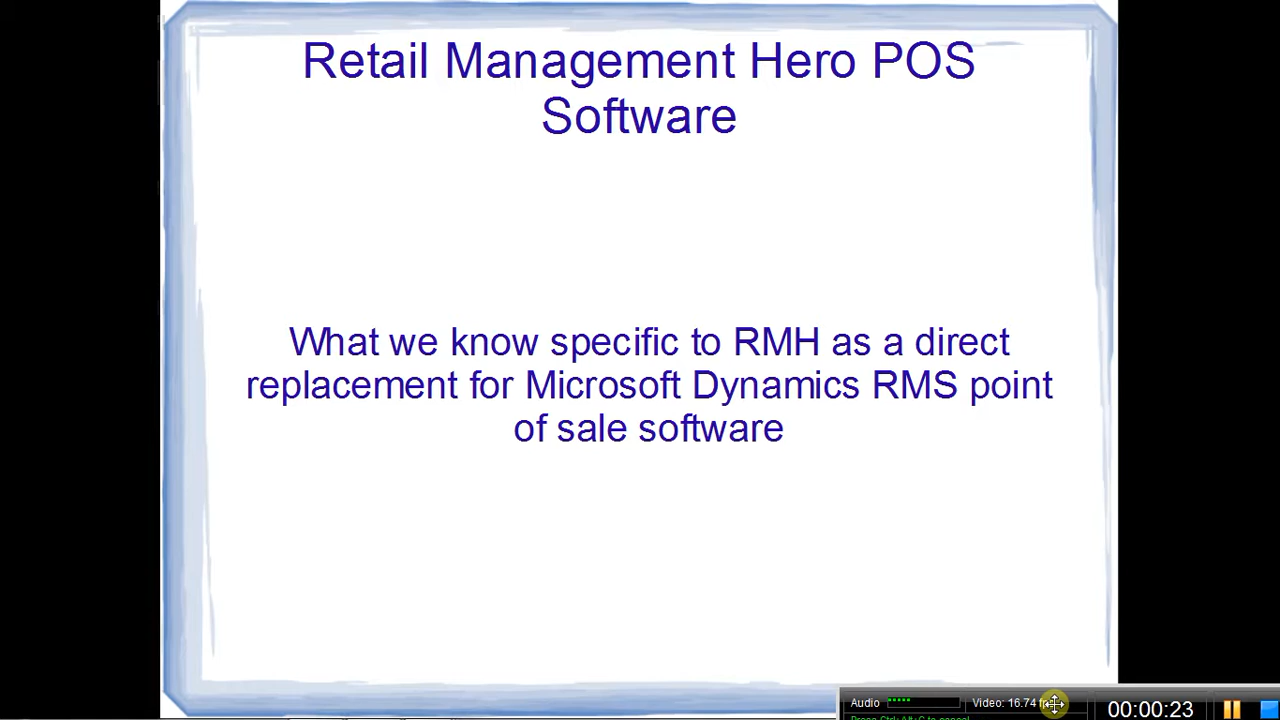 Retail Management Hero POS
Software
What we know specific to RMH as a direct
replacement for Microsoft Dynamics RMS point
of sale software
Audio
Video: 16.74
00:00:23